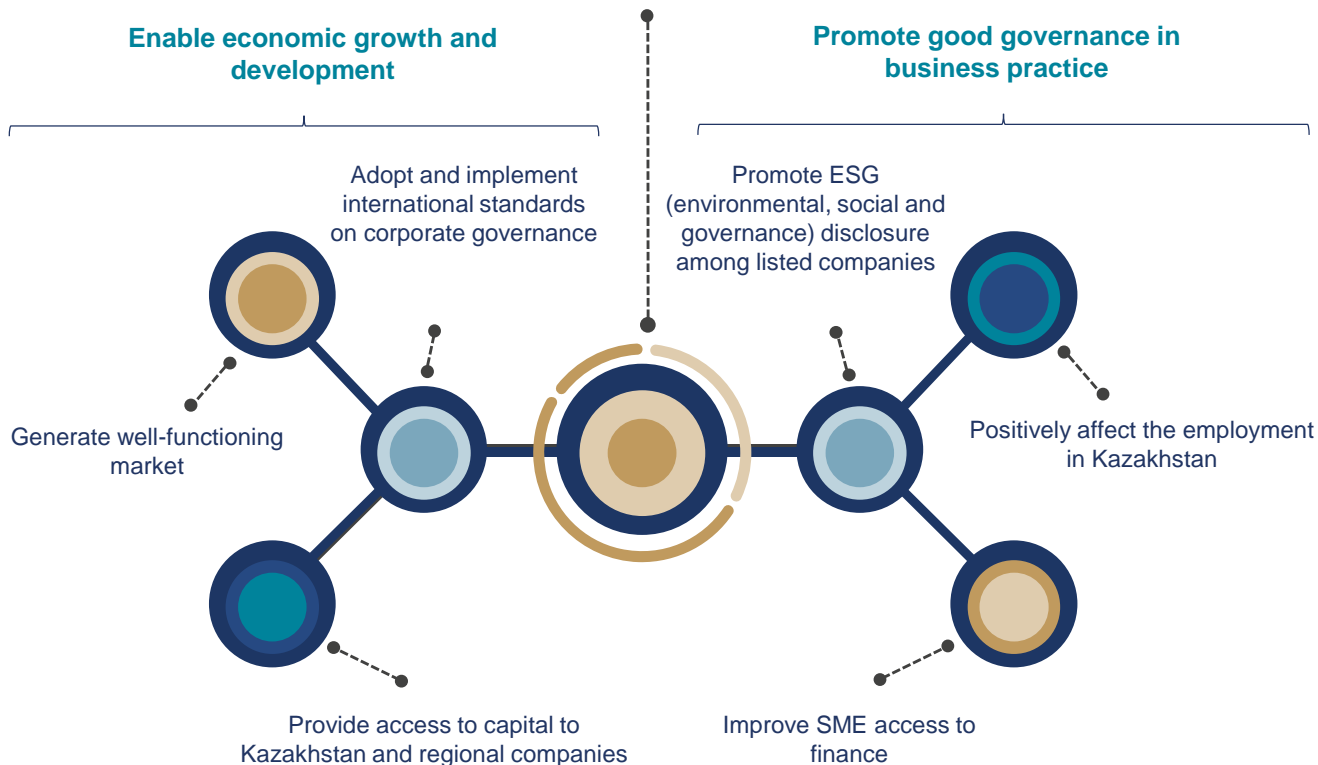 Enable economic growth and
development
Promote good governance in
business practice
Adopt and implement
international standards
on corporate governance
Promote ESG
(environmental, social and
governance) disclosure
among listed companies
Generate well-functioning
market
Positively affect the employment
in Kazakhstan
Provide access to capital to
Kazakhstan and regional companies
Improve SME access to
finance